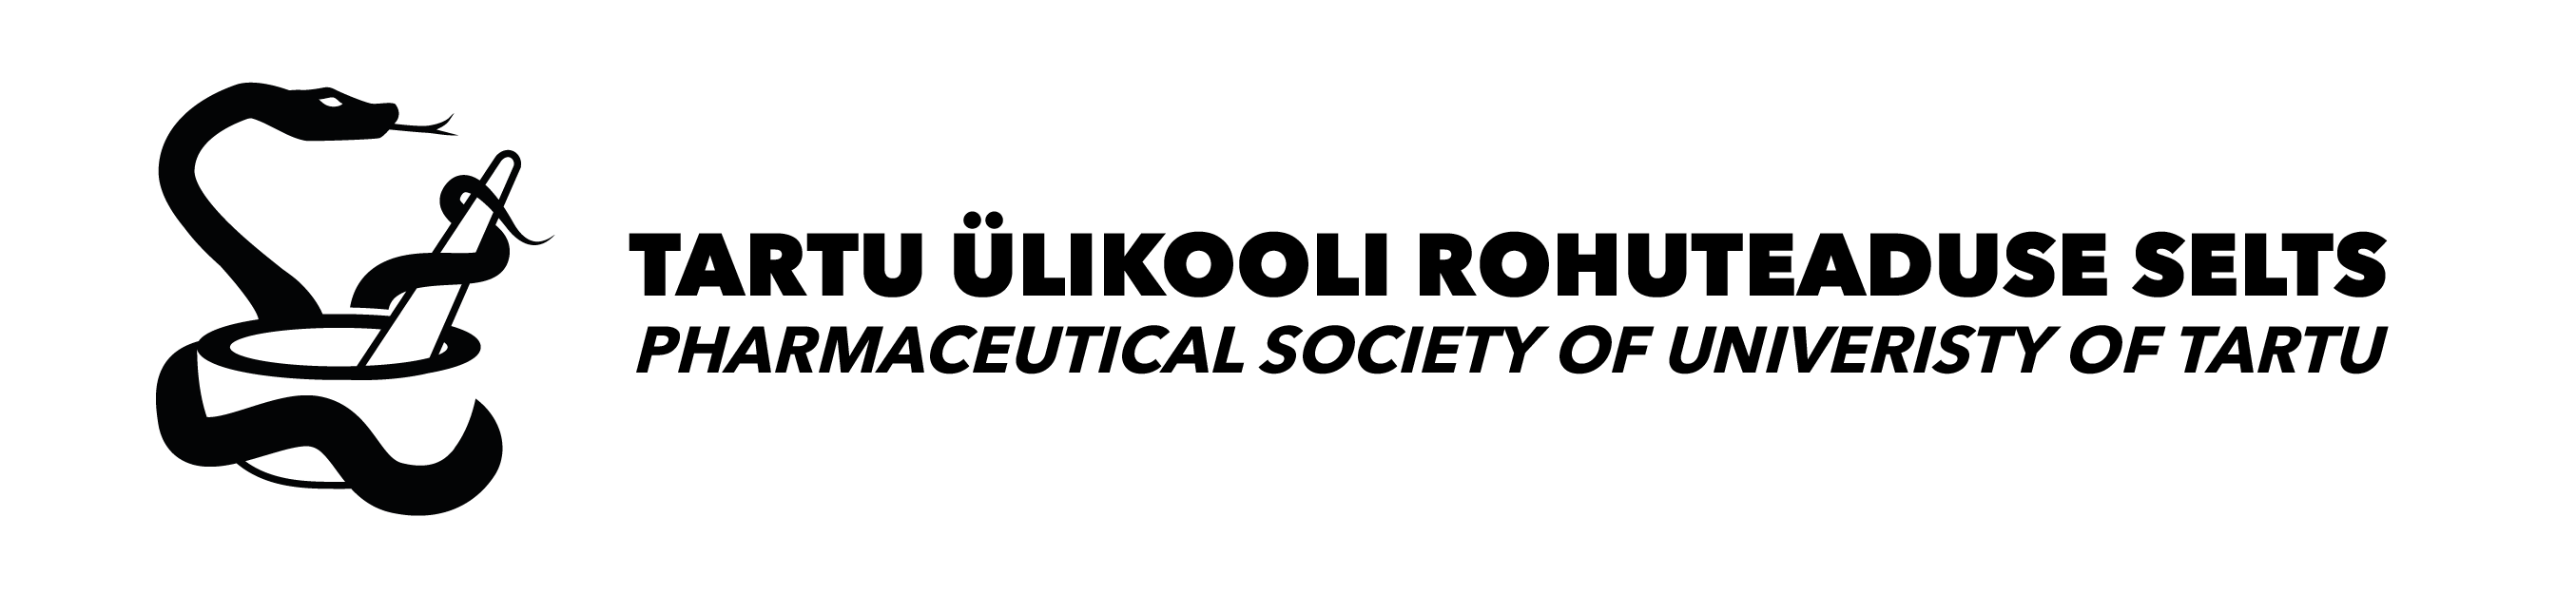 TARTU ÜLIKOOLI ROHUTEADUSE SELTS
PHARMACEUTICAL SOCIETY OF UNIVERISTY OF TARTU